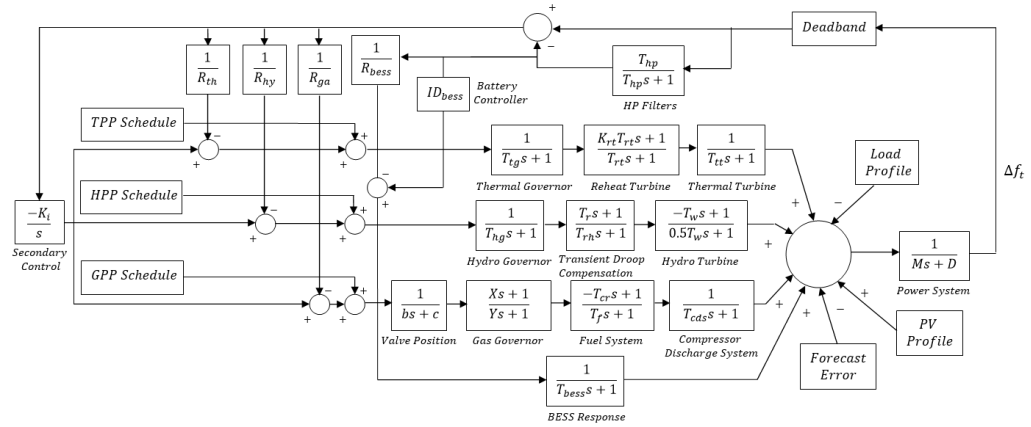 +
−
Deadband
1
R_th
1
R_hy
1
R_ga
1
R_bess
ID_bess
Battery
Controller
T_hp
T_hp s + 1
HP Filters
TPP Schedule
−
+
+
+
1
T_tg s + 1
Thermal Governor
K_rt T_rt s + 1
T_rt s + 1
Reheat Turbine
1
T_tt s + 1
Thermal Turbine
Load
Profile
Δf_t
−
−
+
HPP Schedule
−K_i
s
Secondary
Control
−
+
+
+
1
T_hg s + 1
Hydro Governor
T_r s + 1
T_rh s + 1
Transient Droop
Compensation
−T_w s + 1
0.5T_w s + 1
Hydro Turbine
+
−
+
1
Ms + D
Power System
GPP Schedule
−
+
+
+
1
bs + c
Valve Position
Xs + 1
Ys + 1
Gas Governor
−T_cr s + 1
T_f s + 1
Fuel System
1
T_cd s + 1
Compressor
Discharge System
+
+
−
+
PV
Profile
Forecast
Error
1
T_bess s + 1
BESS Response